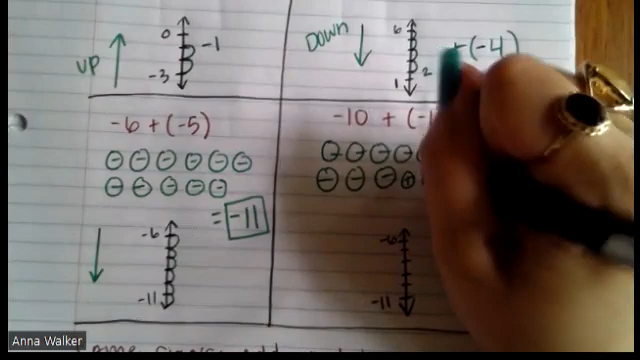 0
-1
UP
-3
DOWN
6
+(-4)
2
1
-6 + (-5)
-10 + (-1
= -11
-6
-11
-6
-11
Anna Walker